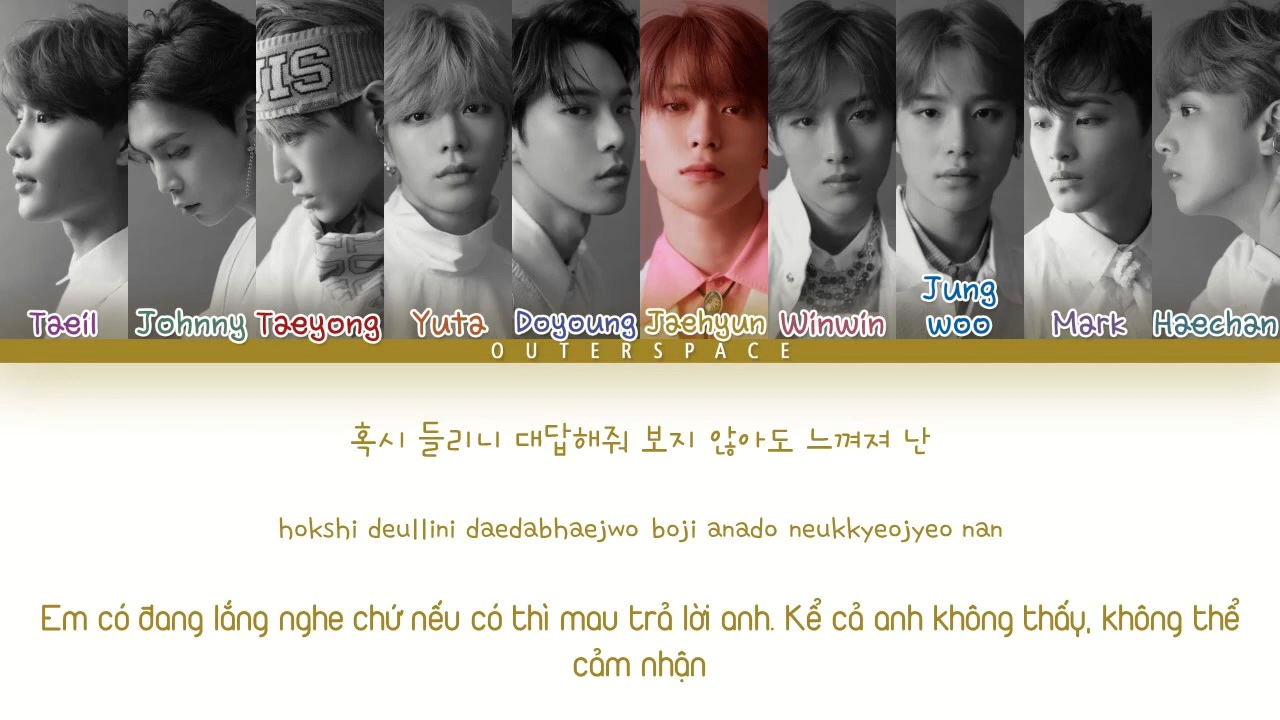 IIS
Taeil Johnny Taeyong Yuta Doyoung Jaehyun Winwin Jung woo Mark Haechan
OUTERSPACE
혹시 들리니 대답해줘 보지 않아도 느껴져 난
hokshi deullini daedabhaejwo boji anado neukkyeojyeo nan
Em có đang lắng nghe chứ nếu có thì mau trả lời anh. Kể cả anh không thấy, không thể
cảm nhận